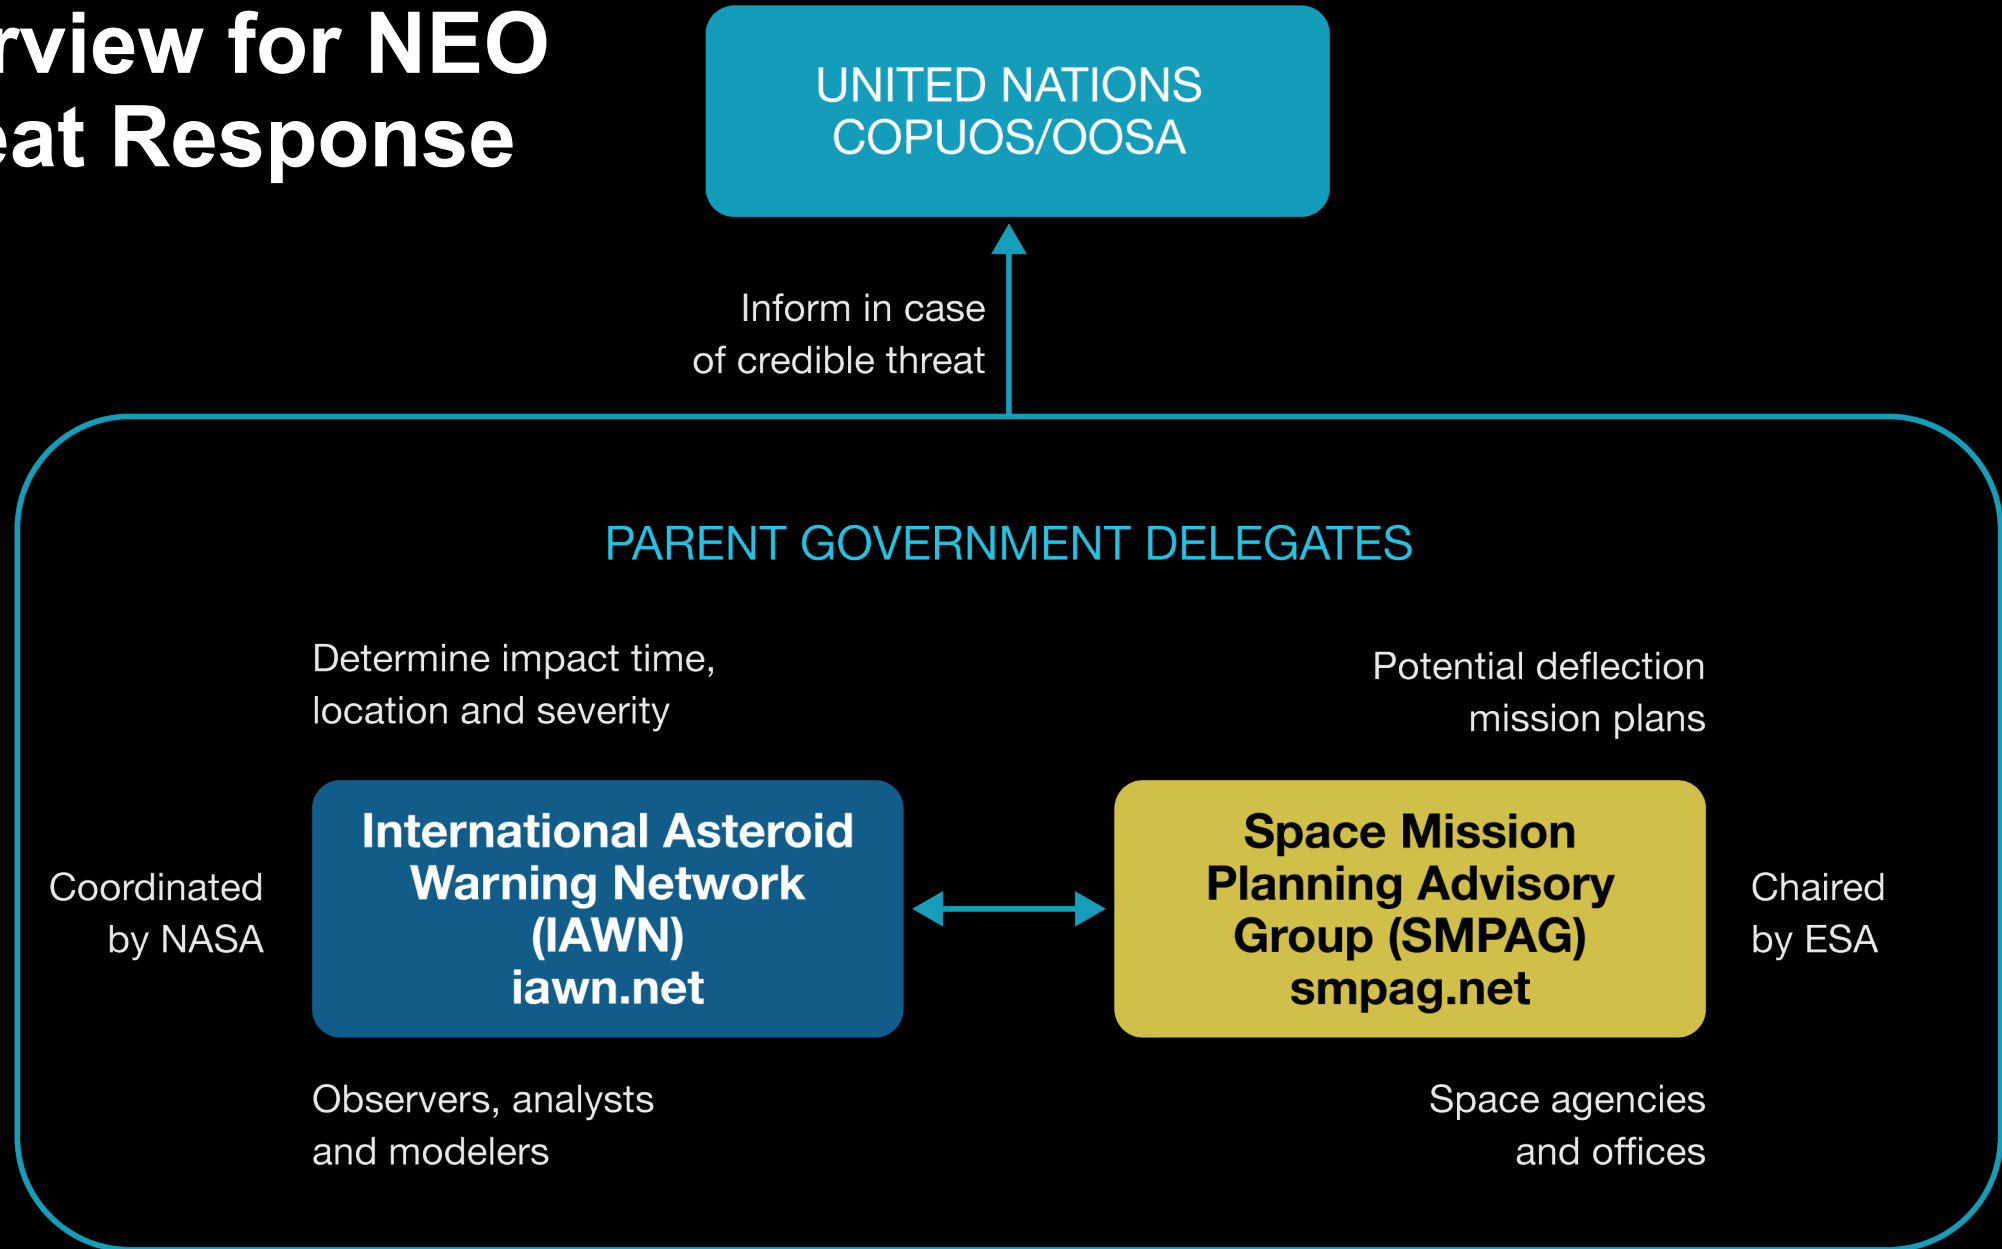 rview for NEO
eat Response
UNITED NATIONS
COPUOS/OOSA
Inform in case
of credible threat
PARENT GOVERNMENT DELEGATES
Determine impact time,
location and severity
Potential deflection
mission plans
Coordinated
by NASA
International Asteroid
Warning Network
(IAWN)
iawn.net
Space Mission
Planning Advisory
Group (SMPAG)
smpag.net
Chaired
by ESA
Observers, analysts
and modelers
Space agencies
and offices